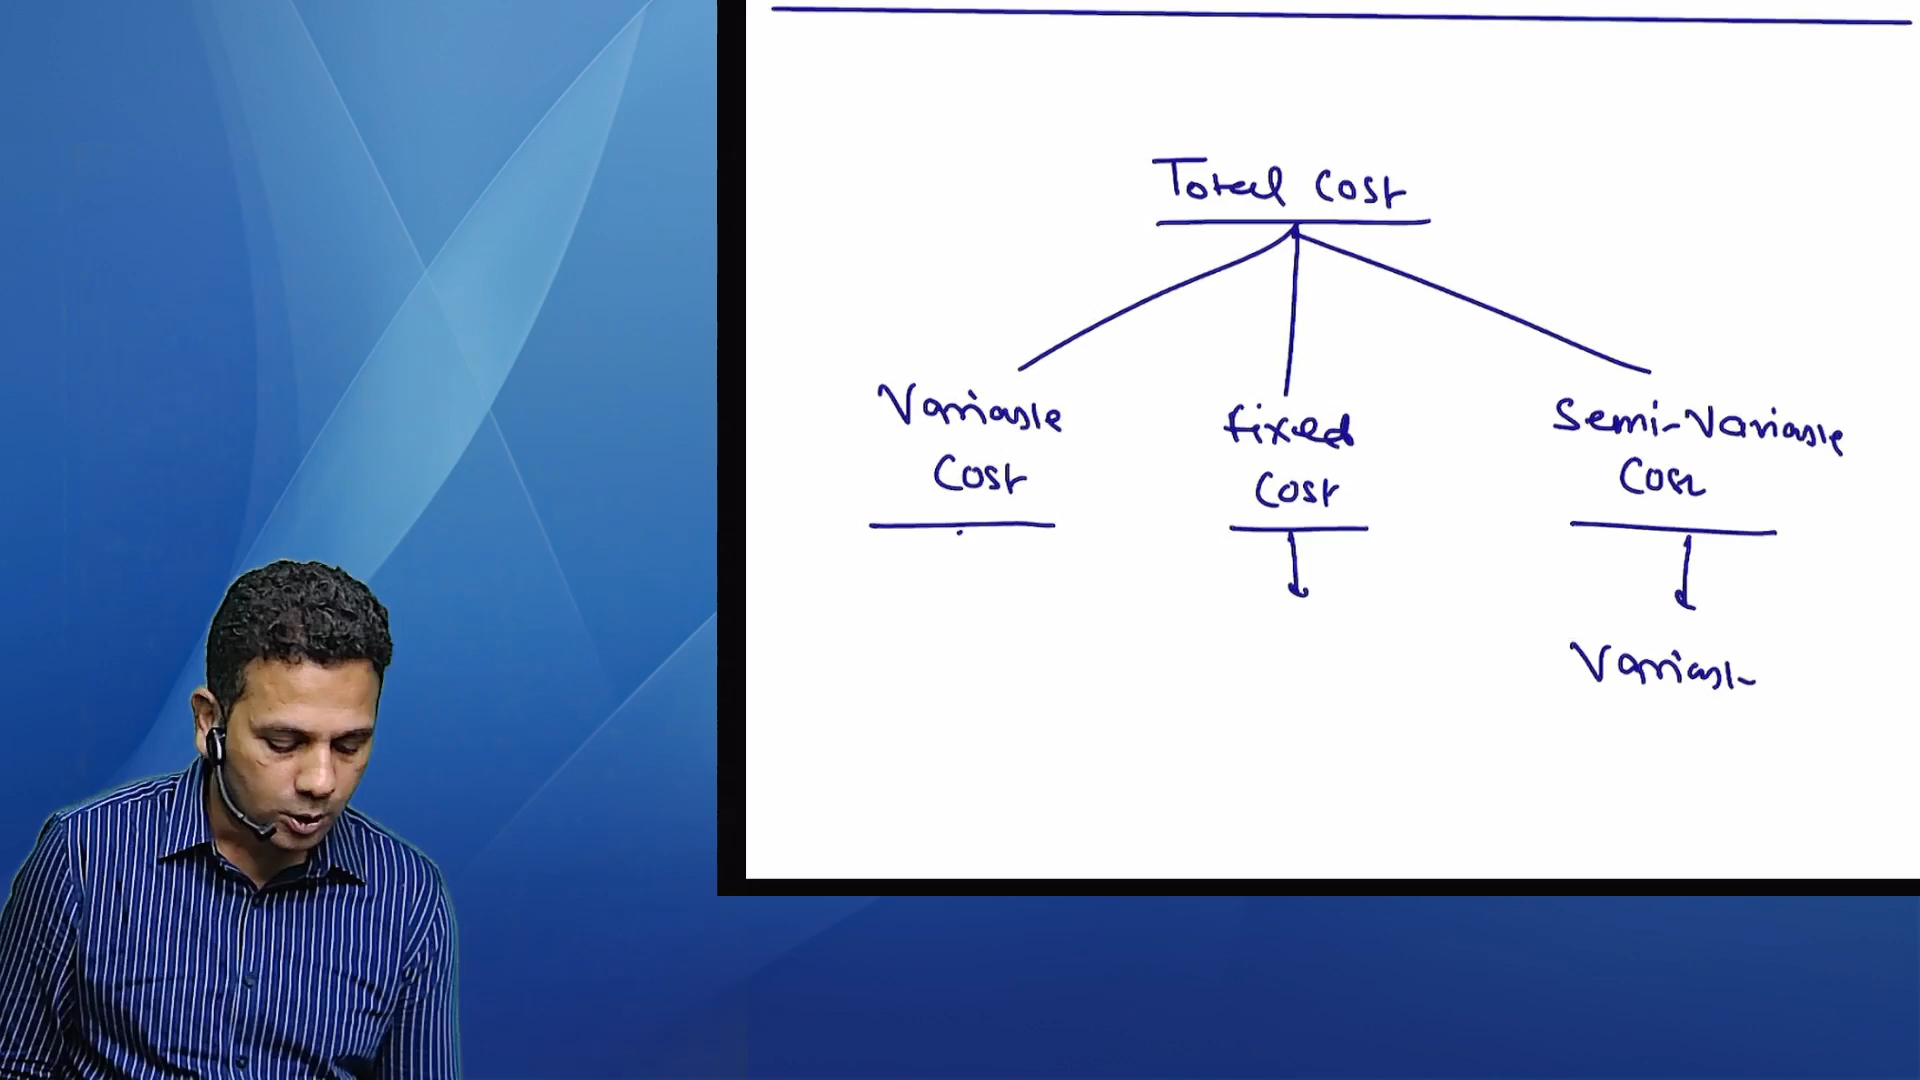 Total Cost
Variable
Cost
fixed
Cost
Semi-Variable
Cost
Variabl